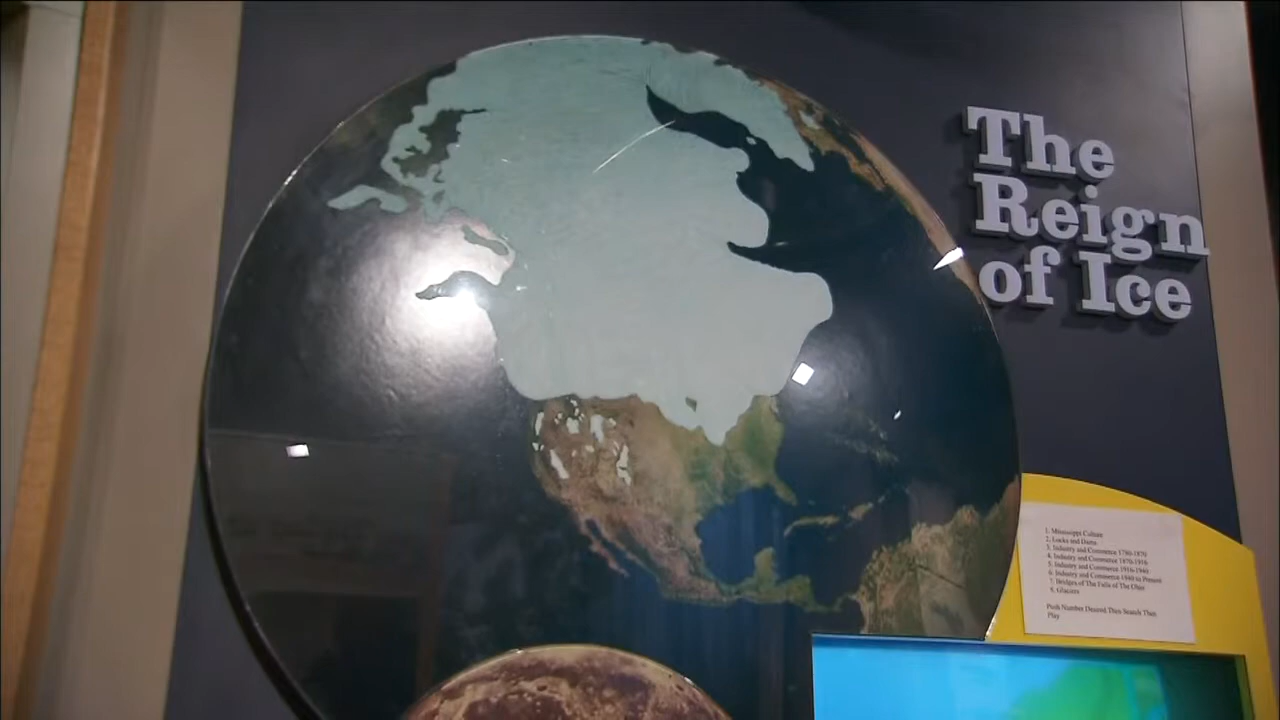 The
Reign
of Ice
1. Mississippi Culture
2. Locks and Dams
3. Industry and Commerce 1780-1870
4. Industry and Commerce 1870-1916
5. Industry and Commerce 1916-1940
6. Industry and Commerce 1940 to Present
7. Bridges of The Falls of The Ohio
8. Glaciers
Push Number Desired Then Search Then
Play